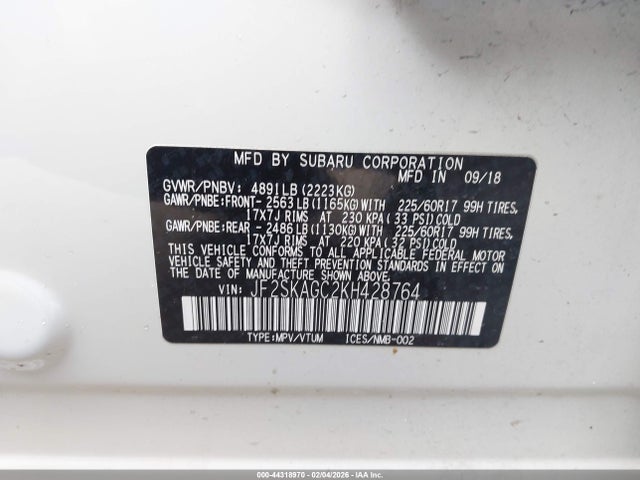 MFD BY SUBARU CORPORATION
MFD IN 09/18
GVWR/PNBV: 4891LB(2223KG)
GAWR/PNBE:FRONT- 2563LB(1165KG)WITH 225/60R17 99H TIRES,
17X7J RIMS AT 230 KPA(33 PSI)COLD
GAWR/PNBE:REAR - 2486LB(1130KG)WITH 225/60R17 99H TIRES,
17X7J RIMS AT 220 KPA(32 PSI)COLD
THIS VEHICLE CONFORMS TO ALL APPLICABLE FEDERAL MOTOR
VEHICLE SAFETY AND THEFT PREVENTION STANDARDS IN EFFECT
ON THE DATE OF MANUFACTURE SHOWN ABOVE.
VIN: JF2SKAGC2KH428764
TYPE:MPV/VTUM ICES/NMB-002
000-44318970 - 02/04/2026 - IAA Inc.